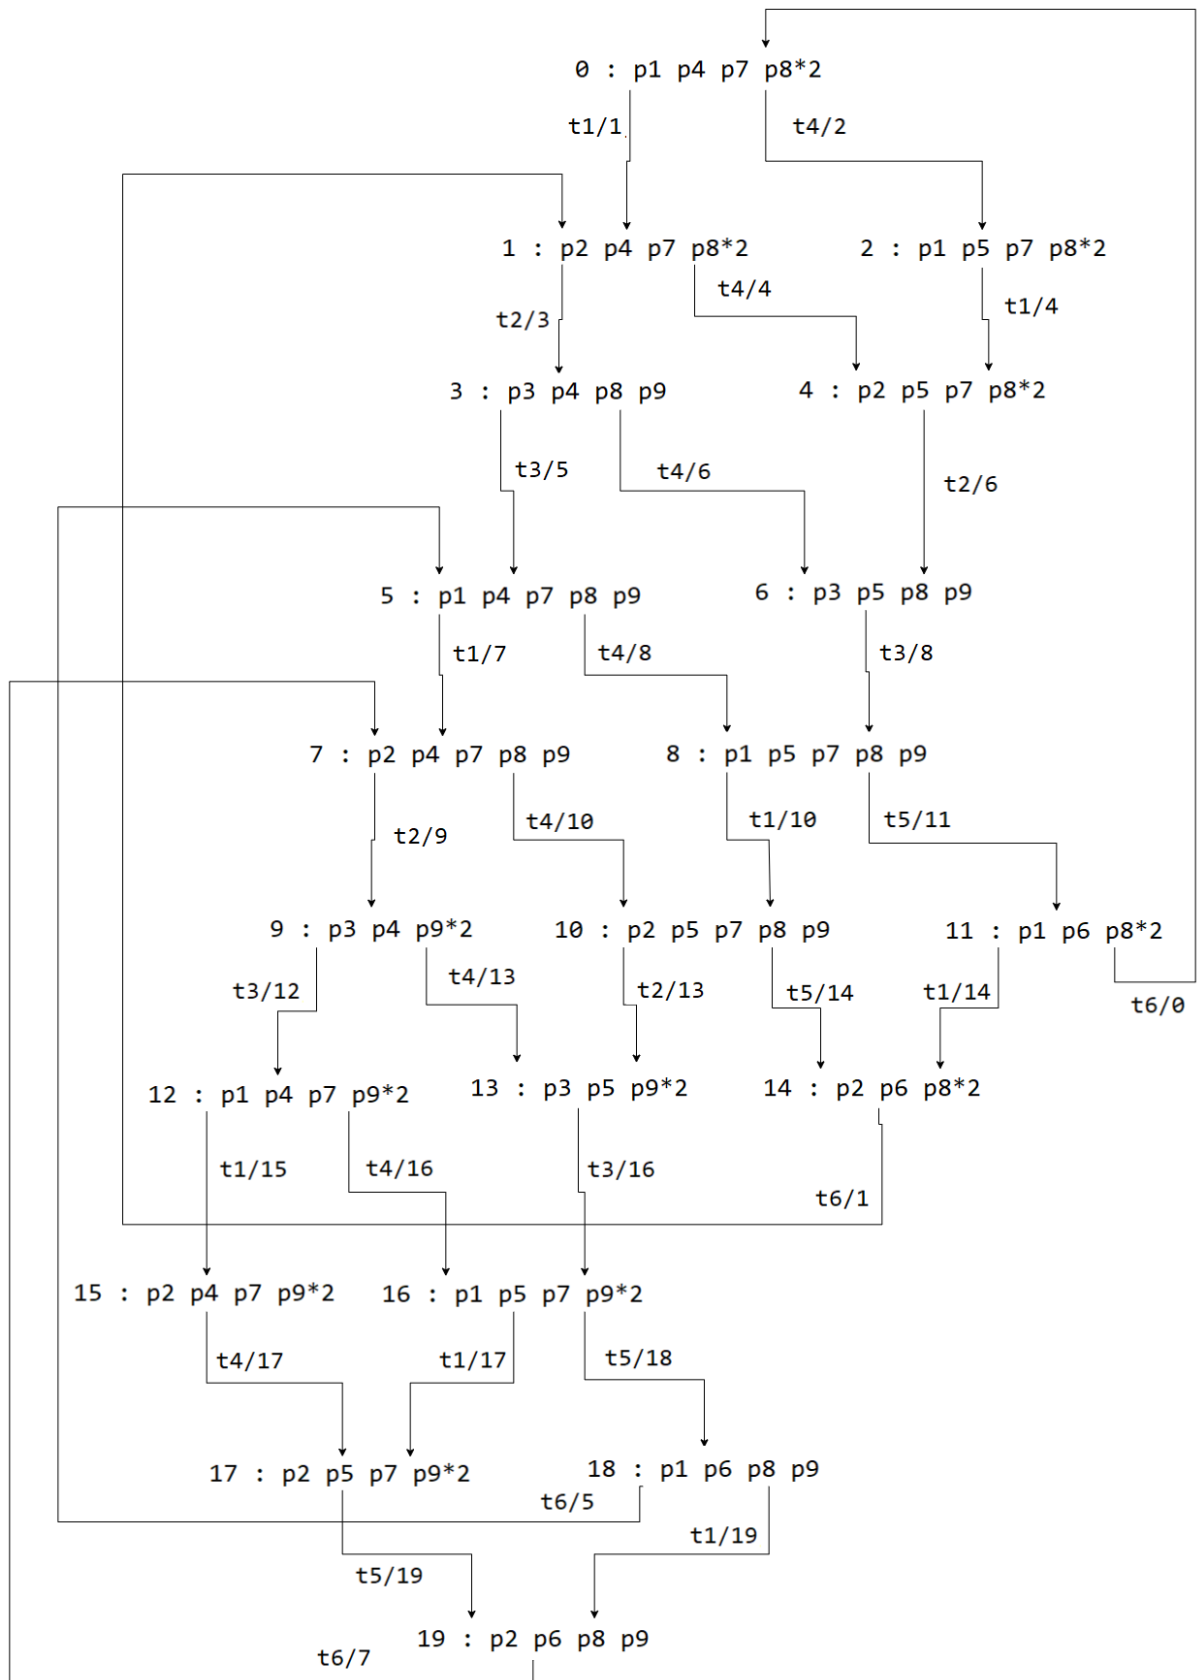 0 : p1 p4 p7 p8*2
t1/1
t4/2
1 : p2 p4 p7 p8*2
2 : p1 p5 p7 p8*2
t4/4
t1/4
t2/3
3 : p3 p4 p8 p9
4 : p2 p5 p7 p8*2
t3/5
t4/6
t2/6
5 : p1 p4 p7 p8 p9
6 : p3 p5 p8 p9
t1/7
t4/8
t3/8
7 : p2 p4 p7 p8 p9
8 : p1 p5 p7 p8 p9
t2/9
t4/10
t1/10
t5/11
9 : p3 p4 p9*2
10 : p2 p5 p7 p8 p9
11 : p1 p6 p8*2
t3/12
t4/13
t2/13
t5/14
t1/14
t6/0
12 : p1 p4 p7 p9*2
13 : p3 p5 p9*2
14 : p2 p6 p8*2
t1/15
t4/16
t3/16
t6/1
15 : p2 p4 p7 p9*2
16 : p1 p5 p7 p9*2
t4/17
t1/17
t5/18
17 : p2 p5 p7 p9*2
18 : p1 p6 p8 p9
t6/5
t1/19
t5/19
19 : p2 p6 p8 p9
t6/7